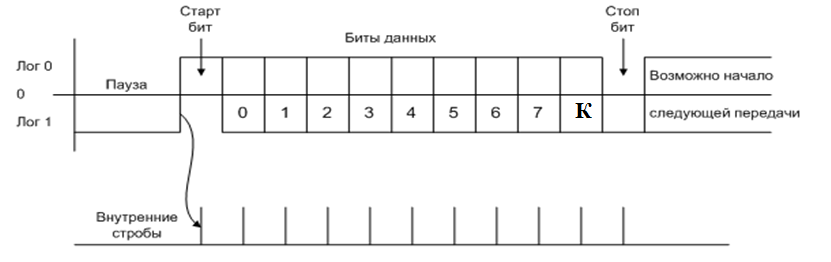 Старт
бит
Биты данных
Стоп
бит
Лог 0
Пауза
Возможно начало
0
Лог 1
0 1 2 3 4 5 6 7 К
следующей передачи
Внутренние
стробы